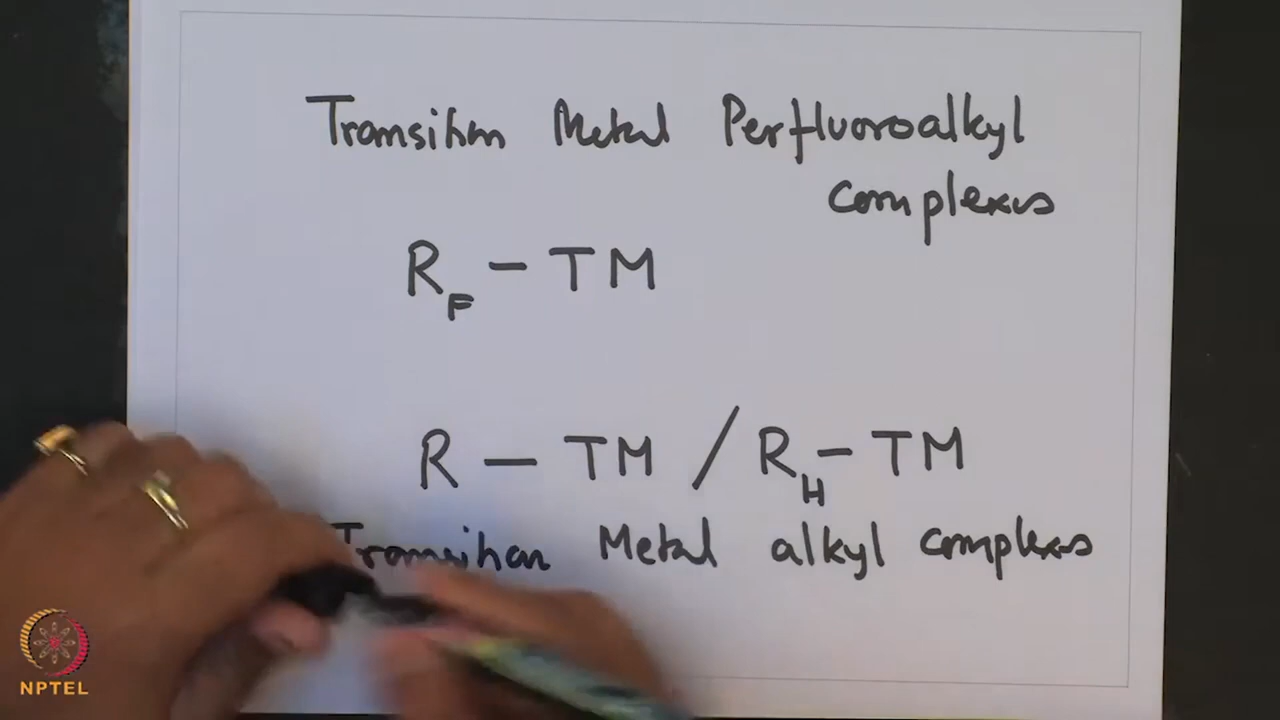 Transition Metal Perfluoroalkyl
complexes
R_F - TM
R - TM / R_H - TM
Transition Metal alkyl complexes
NPTEL